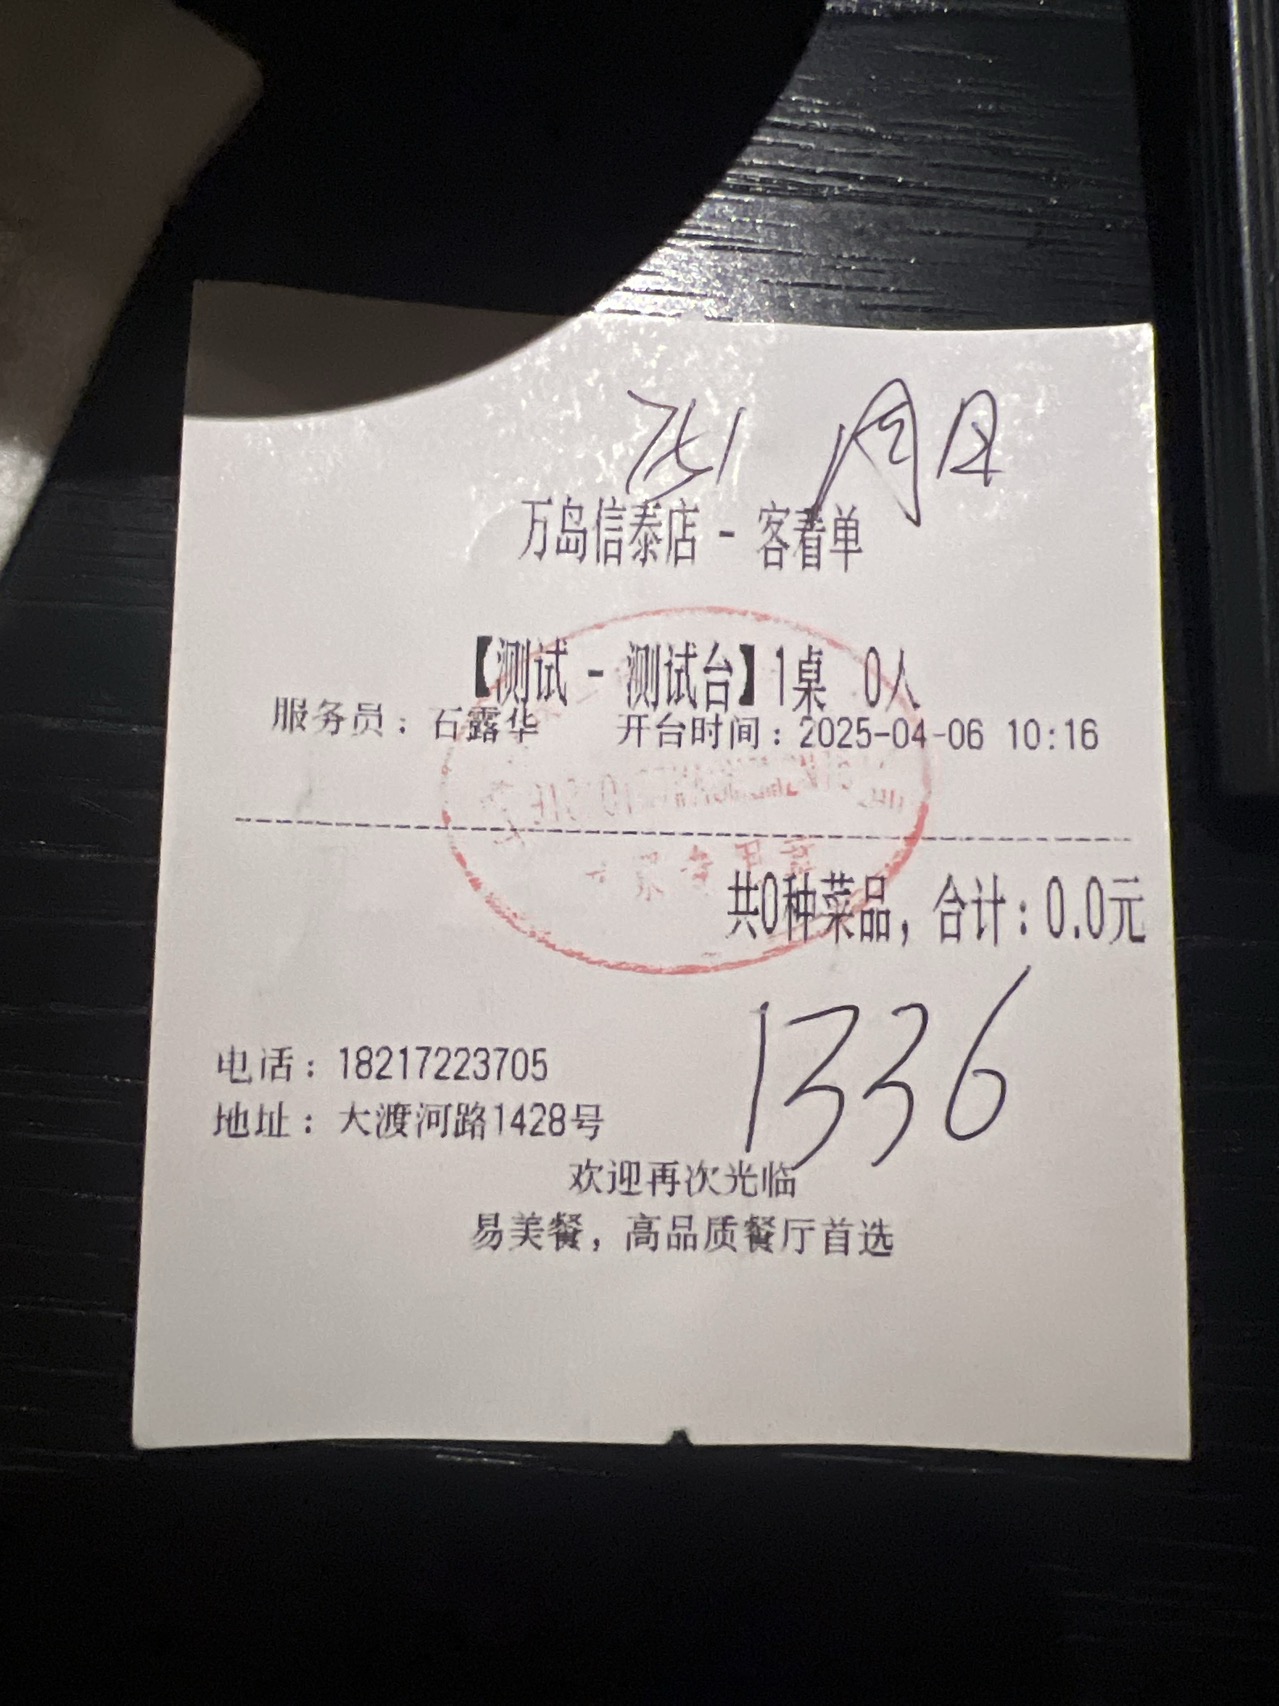 万岛信泰店 - 客看单
【测试 - 测试台】1桌 0人
服务员：石露华 开台时间：2025-04-06 10:16
共0种菜品，合计：0.0元
1336
电话：18217223705
地址：大渡河路1428号
欢迎再次光临
易美餐，高品质餐厅首选